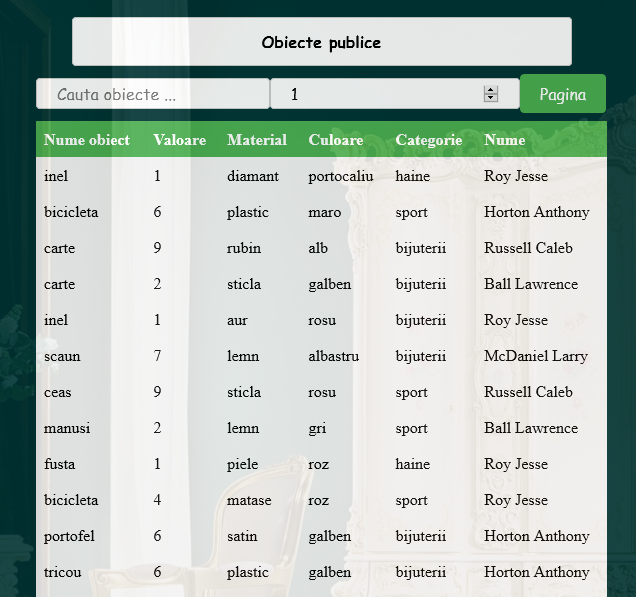 Obiecte publice
Cauta obiecte ... 1 Pagina
Nume obiect Valoare Material Culoare Categorie Nume
inel 1 diamant portocaliu haine Roy Jesse
bicicleta 6 plastic maro sport Horton Anthony
carte 9 rubin alb bijuterii Russell Caleb
carte 2 sticla galben bijuterii Ball Lawrence
inel 1 aur rosu bijuterii Roy Jesse
scaun 7 lemn albastru bijuterii McDaniel Larry
ceas 9 sticla rosu sport Russell Caleb
manusi 2 lemn gri sport Ball Lawrence
fusta 1 piele roz haine Roy Jesse
bicicleta 4 matase roz sport Roy Jesse
portofel 6 satin galben bijuterii Horton Anthony
tricou 6 plastic galben bijuterii Horton Anthony